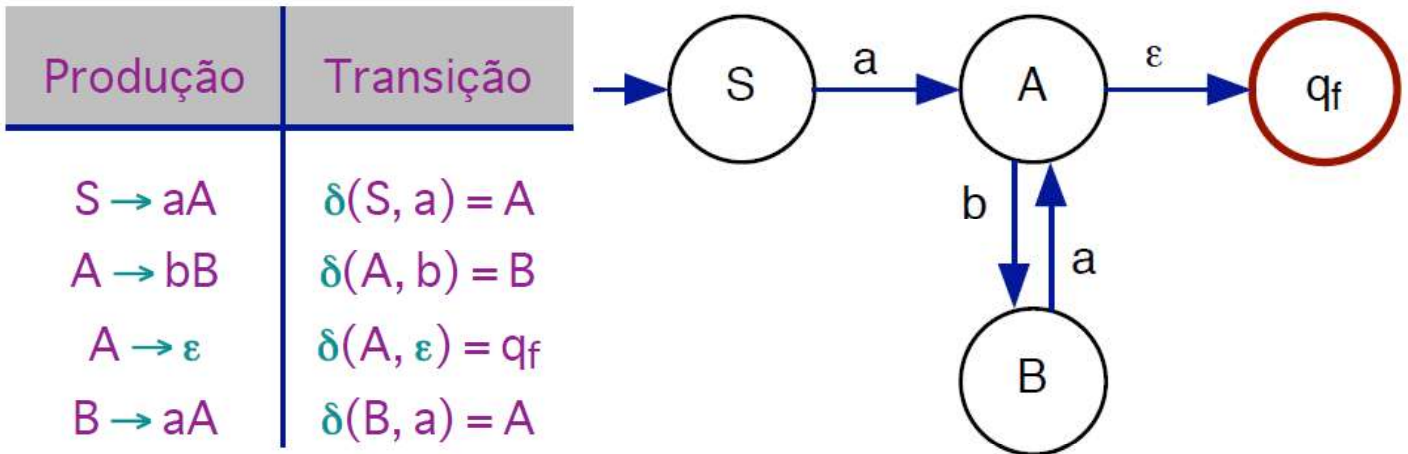 Produção Transição
S → aA δ(S, a) = A
A → bB δ(A, b) = B
A → ε δ(A, ε) = qf
B → aA δ(B, a) = A
S a A ε qf
b a
B